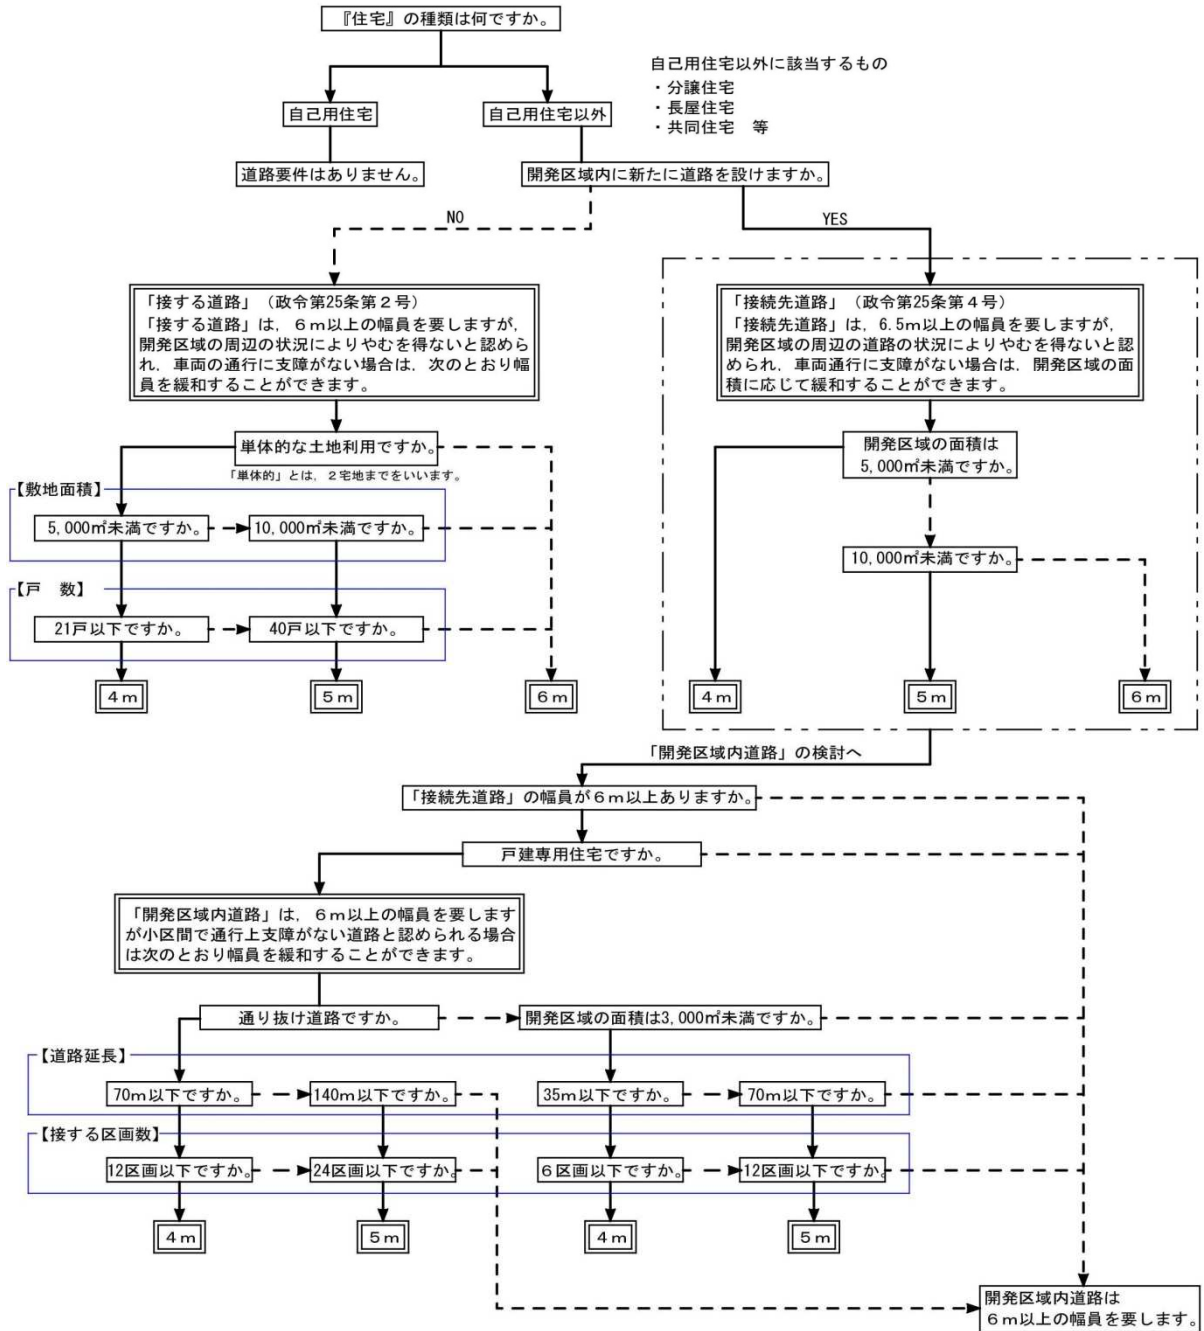 『住宅』の種類は何ですか。
自己用住宅以外に該当するもの
・分譲住宅
・長屋住宅
・共同住宅　等
自己用住宅
自己用住宅以外
道路要件はありません。
開発区域内に新たに道路を設けますか。
NO
YES
「接する道路」（政令第25条第２号）
「接する道路」は，６ｍ以上の幅員を要しますが，
開発区域の周辺の状況によりやむを得ないと認めら
れ，車両の通行に支障がない場合は，次のとおり幅
員を緩和することができます。
「接続先道路」（政令第25条第４号）
「接続先道路」は，6.5ｍ以上の幅員を要しますが，
開発区域の周辺の道路の状況によりやむを得ないと認
められ，車両通行に支障がない場合は，開発区域の面
積に応じて緩和することができます。
単体的な土地利用ですか。
「単体的」とは，２宅地までをいいます。
開発区域の面積は
5,000㎡未満ですか。
【敷地面積】
5,000㎡未満ですか。
10,000㎡未満ですか。
10,000㎡未満ですか。
【戸　数】
21戸以下ですか。
40戸以下ですか。
４ｍ
５ｍ
６ｍ
４ｍ
５ｍ
６ｍ
「開発区域内道路」の検討へ
「接続先道路」の幅員が６ｍ以上ありますか。
戸建専用住宅ですか。
「開発区域内道路」は，６ｍ以上の幅員を要します
が小区間で通行上支障がない道路と認められる場合
は次のとおり幅員を緩和することができます。
通り抜け道路ですか。
開発区域の面積は3,000㎡未満ですか。
【道路延長】
70ｍ以下ですか。
140ｍ以下ですか。
35ｍ以下ですか。
70ｍ以下ですか。
【接する区画数】
12区画以下ですか。
24区画以下ですか。
６区画以下ですか。
12区画以下ですか。
４ｍ
５ｍ
４ｍ
５ｍ
開発区域内道路は
６ｍ以上の幅員を要します。